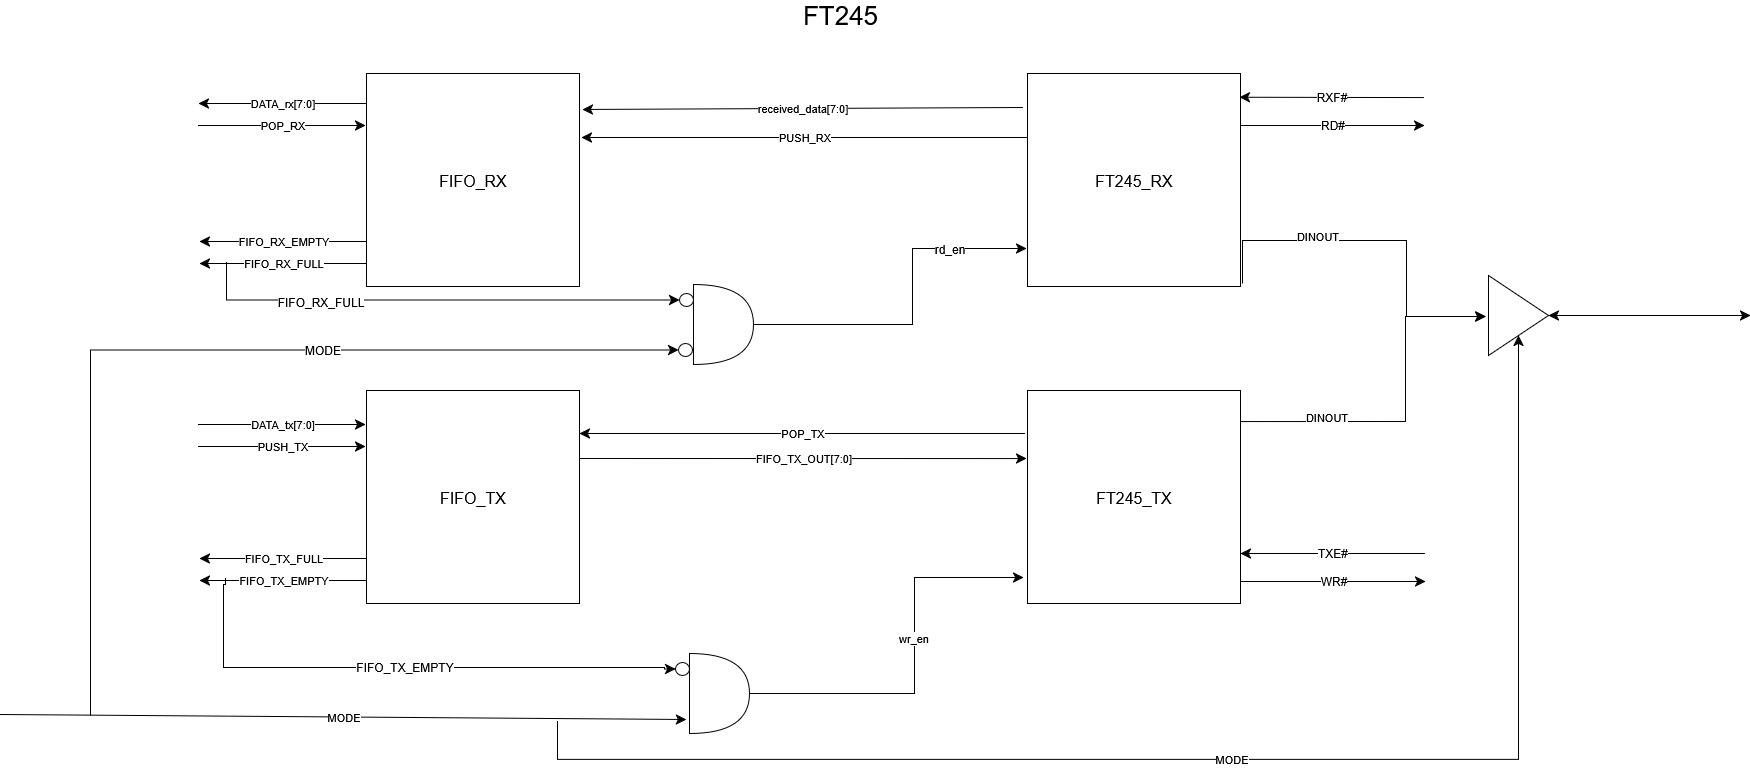 FT245
DATA_rx[7:0]
received_data[7:0]
RXF#
POP_RX
PUSH_RX
RD#
FIFO_RX
FT245_RX
FIFO_RX_EMPTY
rd_en
DINOUT
FIFO_RX_FULL
FIFO_RX_FULL
MODE
DATA_tx[7:0]
POP_TX
DINOUT
PUSH_TX
FIFO_TX_OUT[7:0]
FIFO_TX
FT245_TX
FIFO_TX_FULL
TXE#
FIFO_TX_EMPTY
WR#
wr_en
FIFO_TX_EMPTY
MODE
MODE